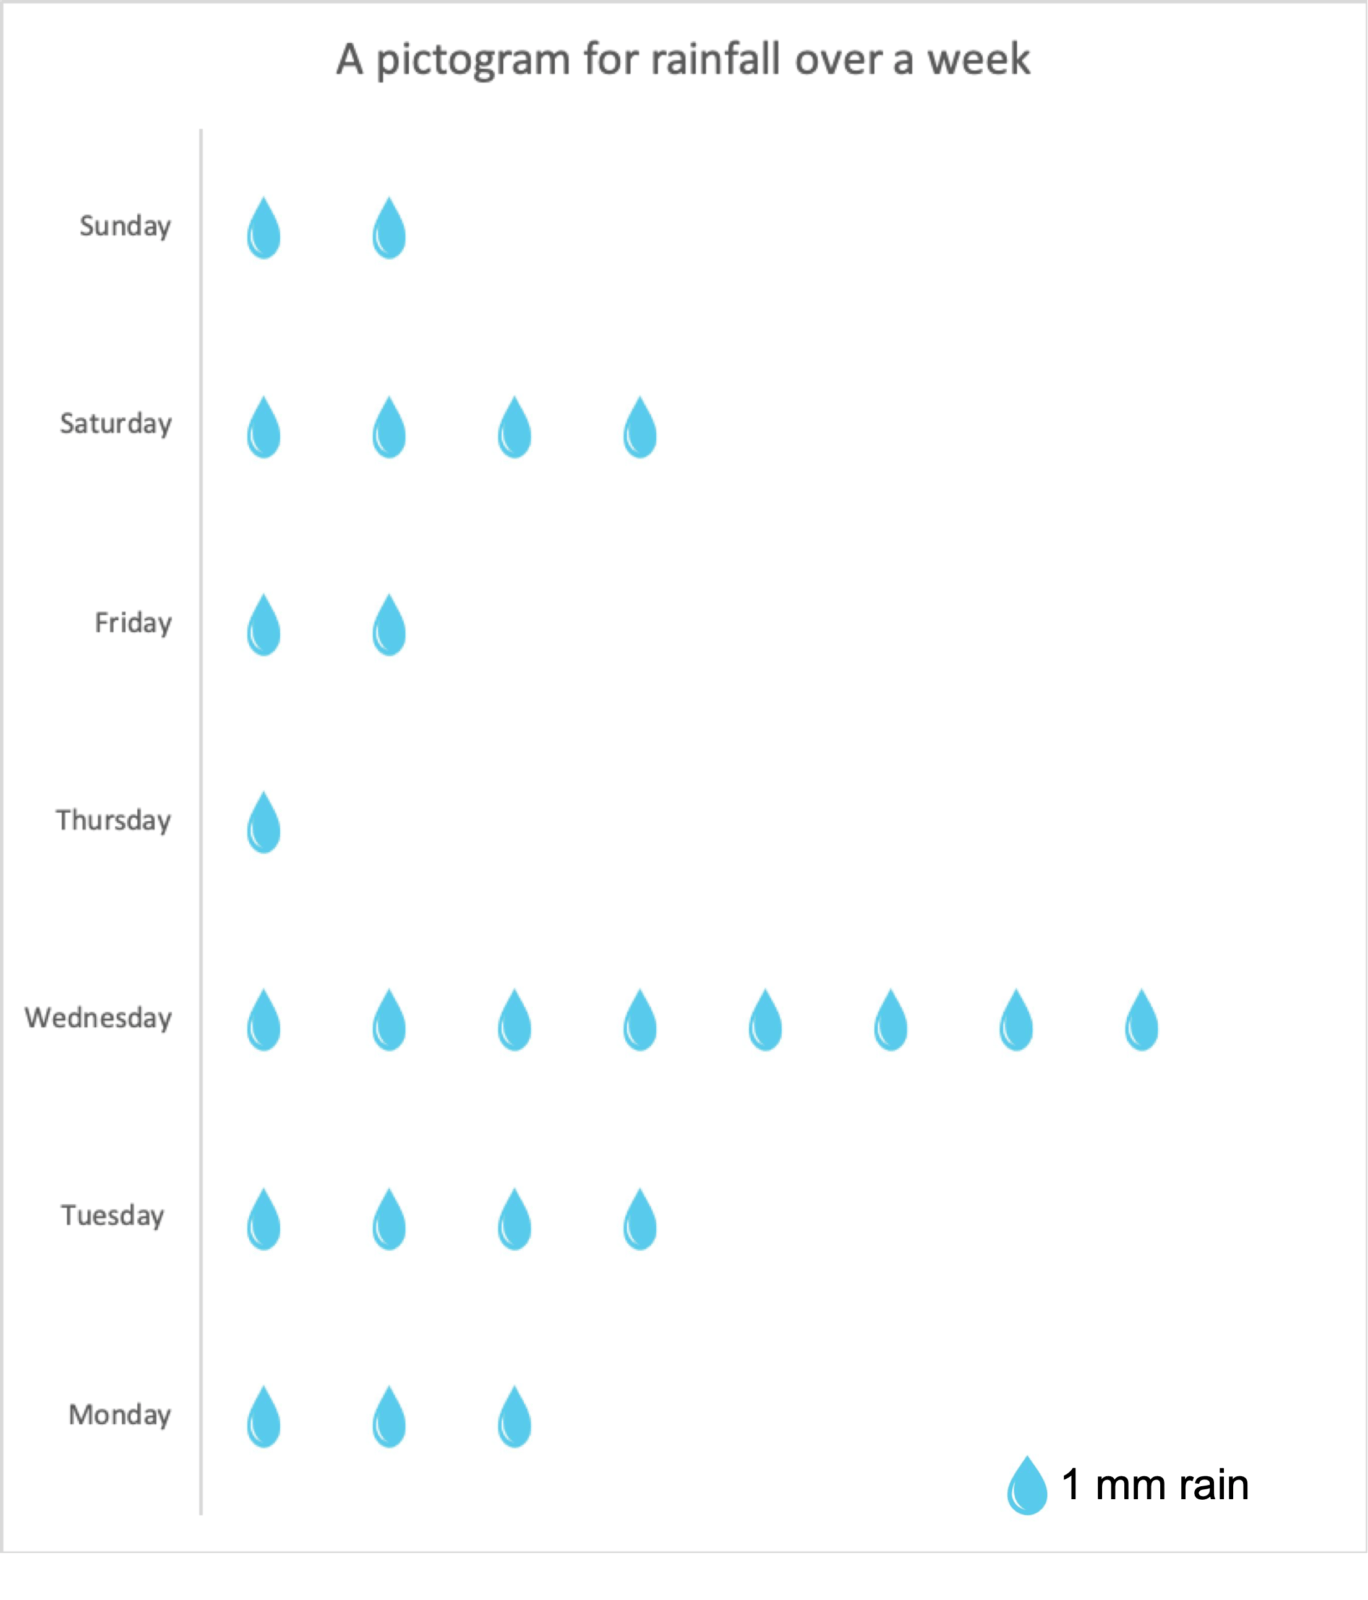 A pictogram for rainfall over a week
Sunday
Saturday
Friday
Thursday
Wednesday
Tuesday
Monday
1 mm rain